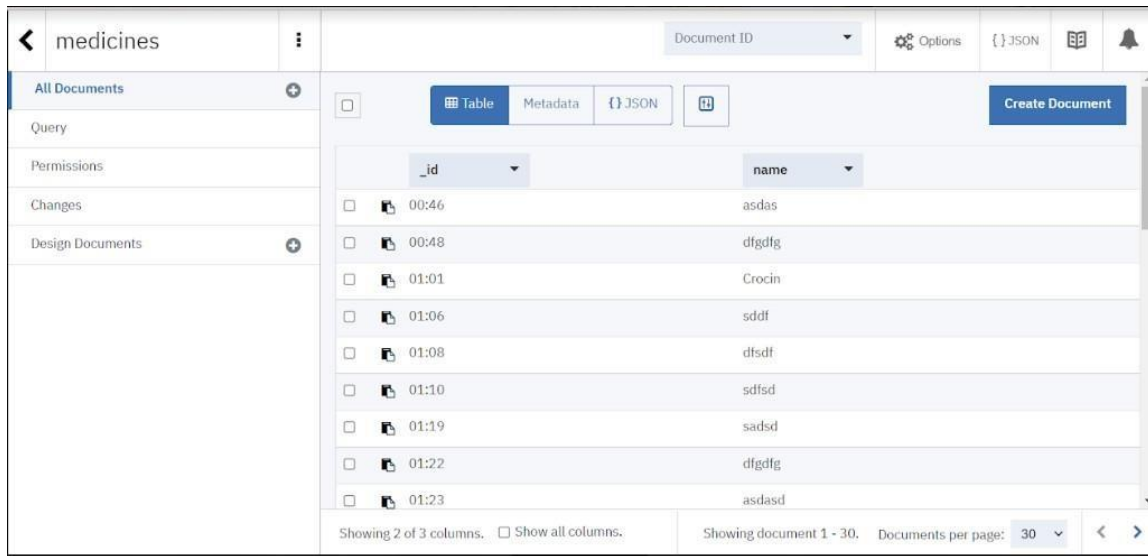 medicines
Document ID
Options
{ } JSON
All Documents
Query
Permissions
Changes
Design Documents
Table
Metadata
{ } JSON
Create Document
_id name
00:46 asdas
00:48 dfgdfg
01:01 Crocin
01:06 sddf
01:08 dfsdf
01:10 sdfsd
01:19 sadsd
01:22 dfgdfg
01:23 asdasd
Showing 2 of 3 columns. Show all columns. Showing document 1 - 30. Documents per page: 30